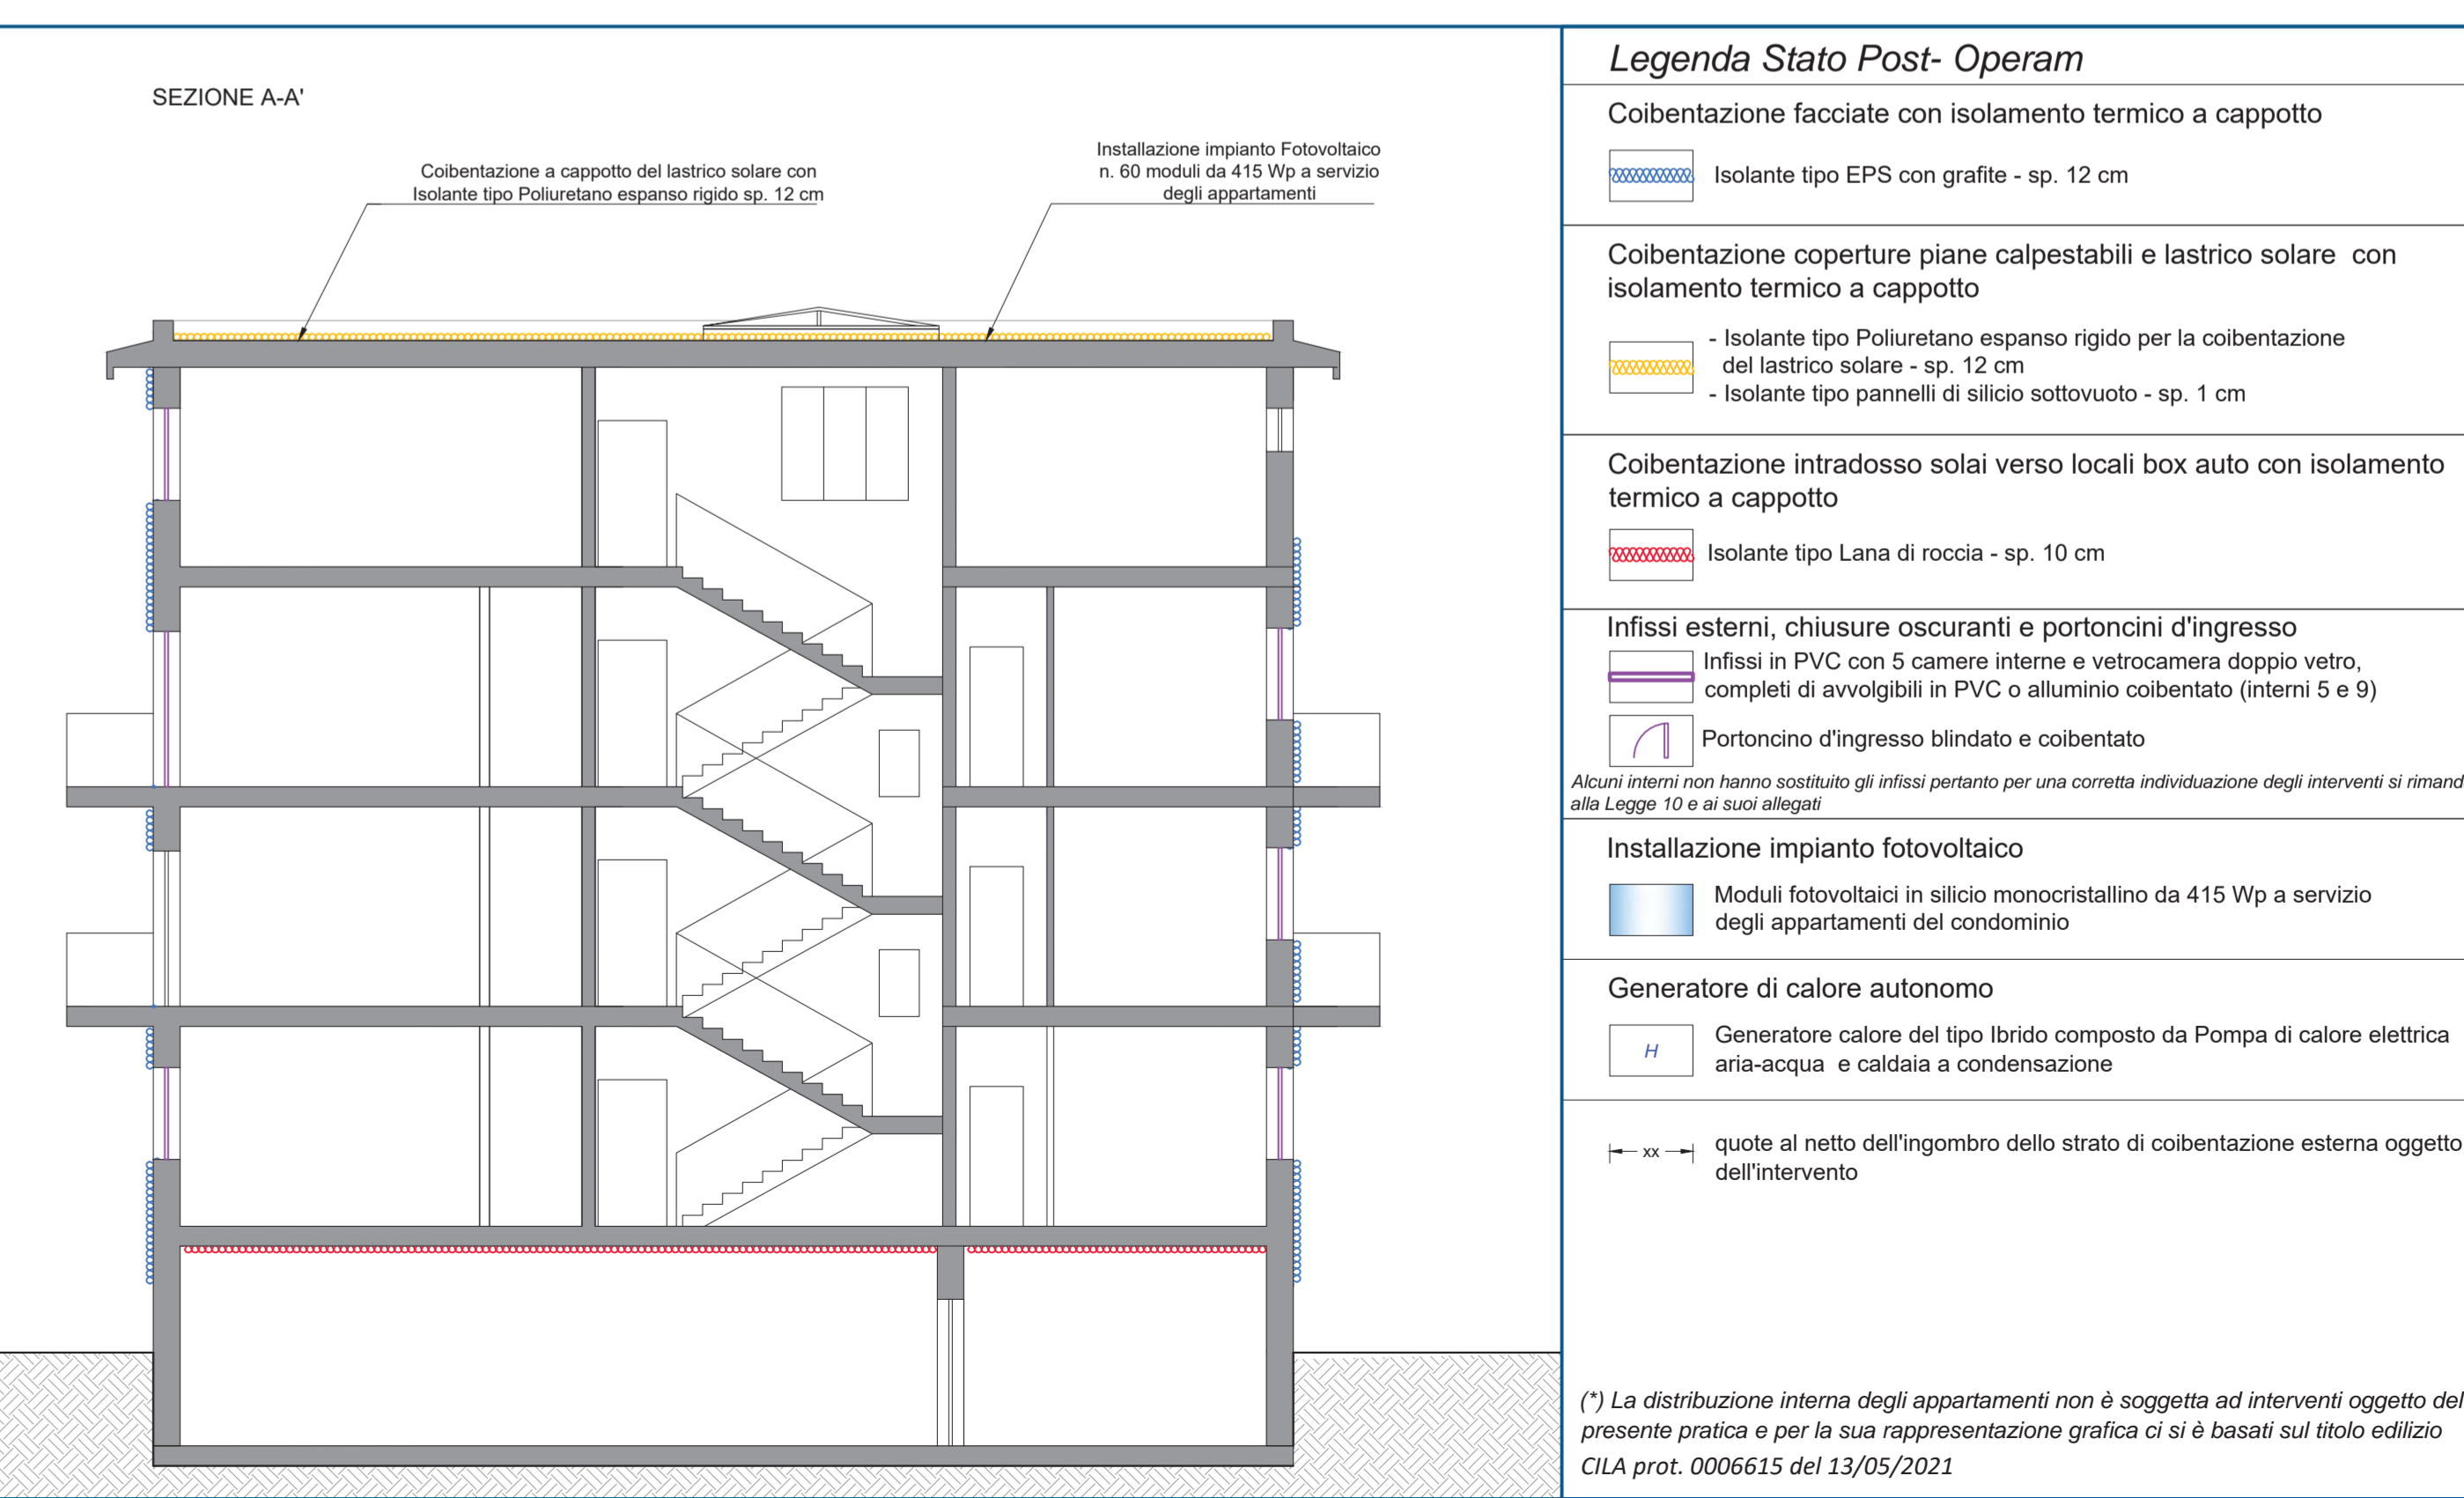 SEZIONE A-A'
Coibentazione a cappotto del lastrico solare con
Isolante tipo Poliuretano espanso rigido sp. 12 cm
Installazione impianto Fotovoltaico
n. 60 moduli da 415 Wp a servizio
degli appartamenti
Legenda Stato Post- Operam
Coibentazione facciate con isolamento termico a cappotto
Isolante tipo EPS con grafite - sp. 12 cm
Coibentazione coperture piane calpestabili e lastrico solare con
isolamento termico a cappotto
- Isolante tipo Poliuretano espanso rigido per la coibentazione
del lastrico solare - sp. 12 cm
- Isolante tipo pannelli di silicio sottovuoto - sp. 1 cm
Coibentazione intradosso solai verso locali box auto con isolamento
termico a cappotto
Isolante tipo Lana di roccia - sp. 10 cm
Infissi esterni, chiusure oscuranti e portoncini d'ingresso
Infissi in PVC con 5 camere interne e vetrocamera doppio vetro,
completi di avvolgibili in PVC o alluminio coibentato (interni 5 e 9)
Portoncino d'ingresso blindato e coibentato
Alcuni interni non hanno sostituito gli infissi pertanto per una corretta individuazione degli interventi si rimand
alla Legge 10 e ai suoi allegati
Installazione impianto fotovoltaico
Moduli fotovoltaici in silicio monocristallino da 415 Wp a servizio
degli appartamenti del condominio
Generatore di calore autonomo
H
Generatore calore del tipo Ibrido composto da Pompa di calore elettrica
aria-acqua e caldaia a condensazione
xx
quote al netto dell'ingombro dello strato di coibentazione esterna oggetto
dell'intervento
(*) La distribuzione interna degli appartamenti non è soggetta ad interventi oggetto del
presente pratica e per la sua rappresentazione grafica ci si è basati sul titolo edilizio
CILA prot. 0006615 del 13/05/2021